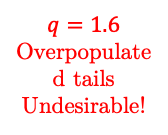 q = 1.6
Overpopulate
d tails
Undesirable!